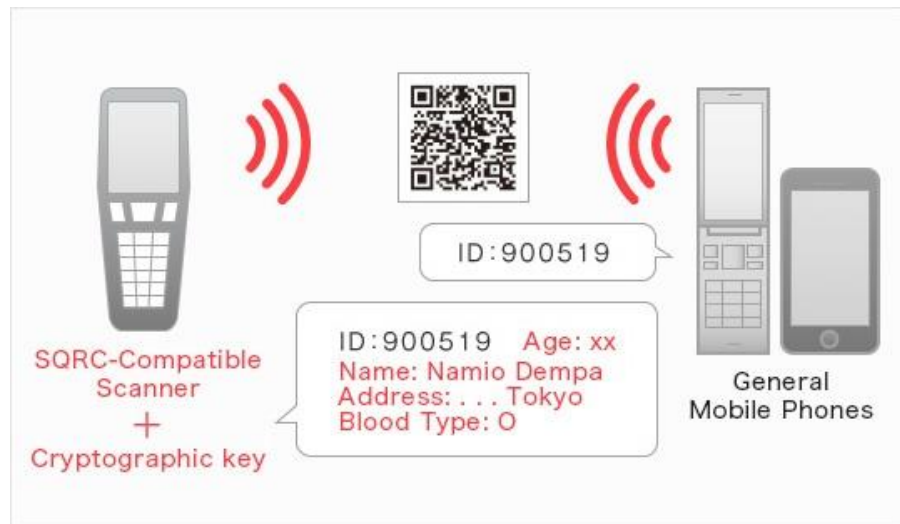 ID:900519
ID:900519 Age: xx
Name: Namio Dempa
Address: . . . Tokyo
Blood Type: O
SQRC-Compatible
Scanner
+
Cryptographic key
General
Mobile Phones